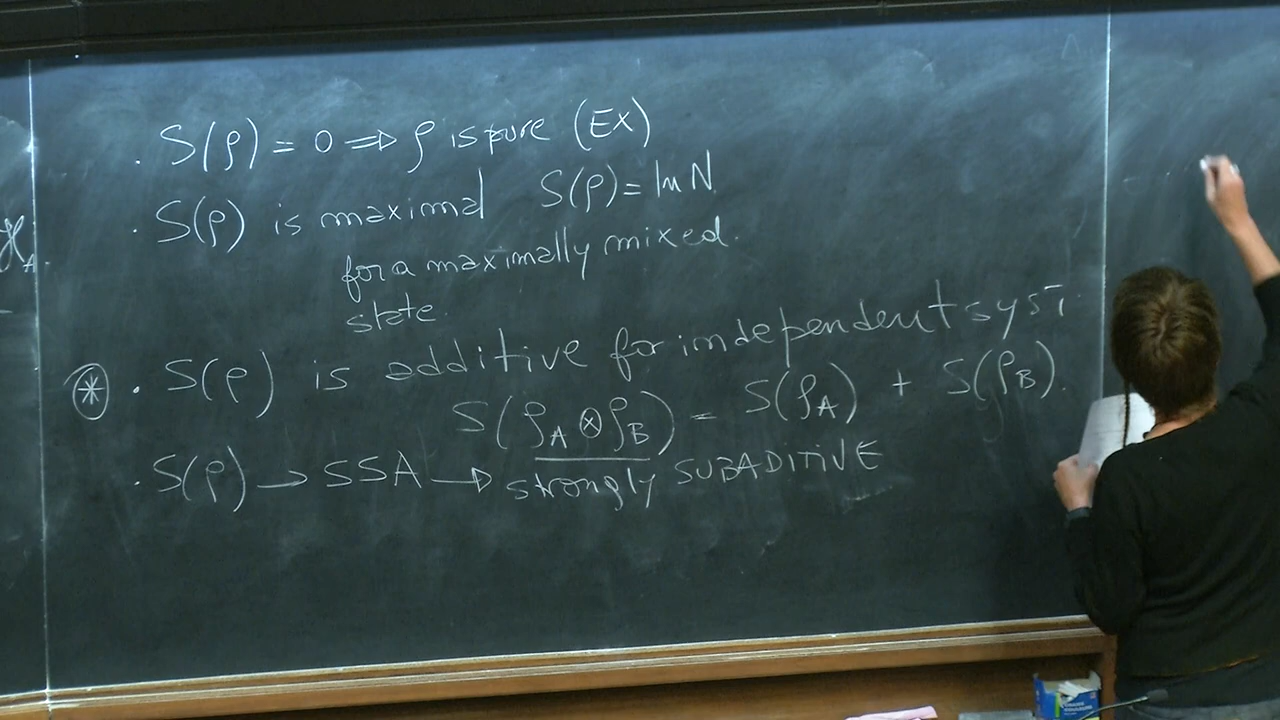 . S(ρ) = 0 ⇒ ρ is pure (Ex)
. S(ρ) is maximal S(ρ) = ln N
for a maximally mixed.
state.
⊛ . S(ρ) is additive for independent syst.
S(ρ_A ⊗ ρ_B) = S(ρ_A) + S(ρ_B).
. S(ρ) → SSA → strongly SUBADITIVE